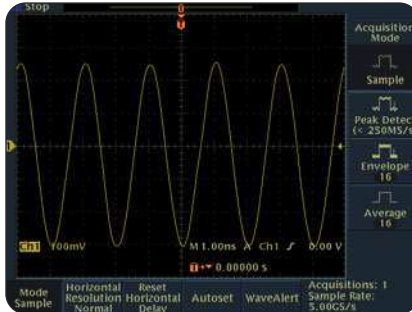 Stop
Acquisition
Mode
Sample
Peak Detec
(< 250MS/s
Envelope
16
Average
16
Ch1 100mV M 1.00ns A Ch1 ʃ 0.00 V
T 0.00000 s
Mode
Sample
Horizontal
Resolution
Normal
Reset
Horizontal
Delay
Autoset
WaveAlert
Acquisitions: 1
Sample Rate:
5.00GS/s